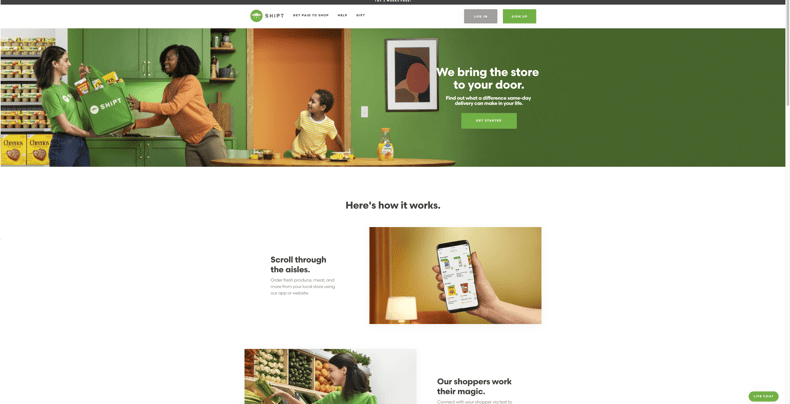 TRY 2 WEEKS FREE!
SHIPT
GET PAID TO SHOP
HELP
GIFT
LOG IN
SIGN UP
SHIPT
Cheerios
Cheerios
We bring the store
to your door.
Find out what a difference same-day
delivery can make in your life.
GET STARTED
Here's how it works.
Scroll through
the aisles.
Order fresh produce, meat, and
more from your local store using
our app or website.
Our shoppers work
their magic.
Connect with your shopper via text to
LIVE CHAT